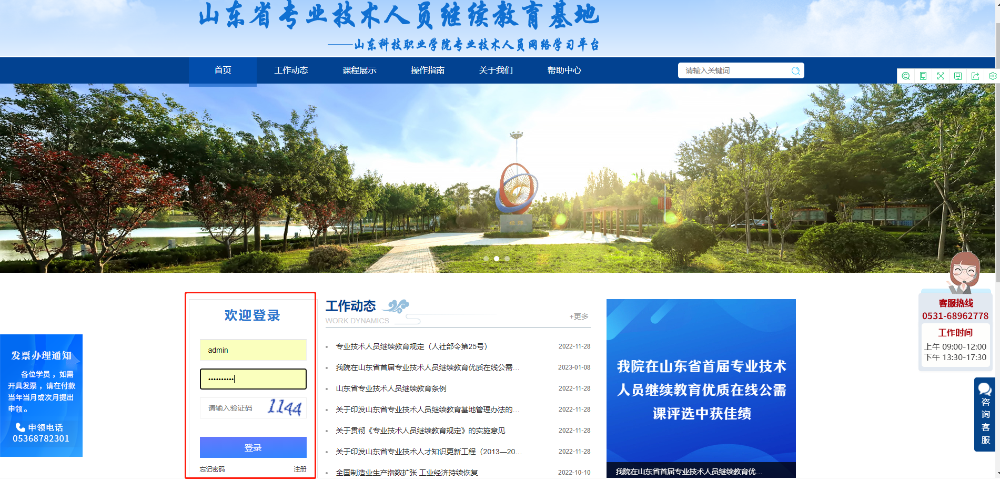 山东省专业技术人员继续教育基地
——山东科技职业学院专业技术人员网络学习平台
首页
工作动态
课程展示
操作指南
关于我们
帮助中心
请输入关键词
欢迎登录
admin
••••••••••
请输入验证码
1144
登录
忘记密码
注册
工作动态
WORK DYNAMICS
+更多
专业技术人员继续教育规定（人社部令第25号） 2022-11-28
我院在山东省首届专业技术人员继续教育优质在线公需... 2023-01-08
山东省专业技术人员继续教育条例 2022-11-28
关于印发山东省专业技术人员继续教育基地管理办法的... 2022-11-28
关于贯彻《专业技术人员继续教育规定》的实施意见 2022-11-28
关于印发山东省专业技术人才知识更新工程（2013—20... 2022-11-28
全国制造业生产指数扩张 工业经济持续恢复 2022-10-10
我院在山东省首届专业技术
人员继续教育优质在线公需
课评选中获佳绩
我院在山东省首届专业技术人员继续教育优...
发票办理通知
各位学员，如需
开具发票，请在付款
当年当月或次月提出
申领。
申领电话
05368782301
客服热线
0531-68962778
工作时间
上午 09:00-12:00
下午 13:30-17:30
咨
询
客
服